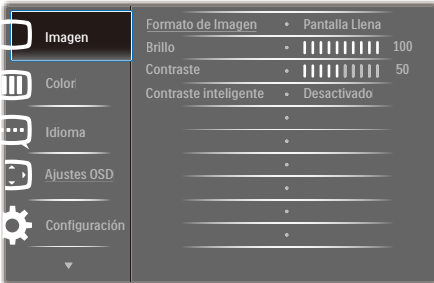 Imagen
Color
Idioma
Ajustes OSD
Configuración
Formato de Imagen • Pantalla Llena
Brillo • 100
Contraste • 50
Contraste inteligente • Desactivado